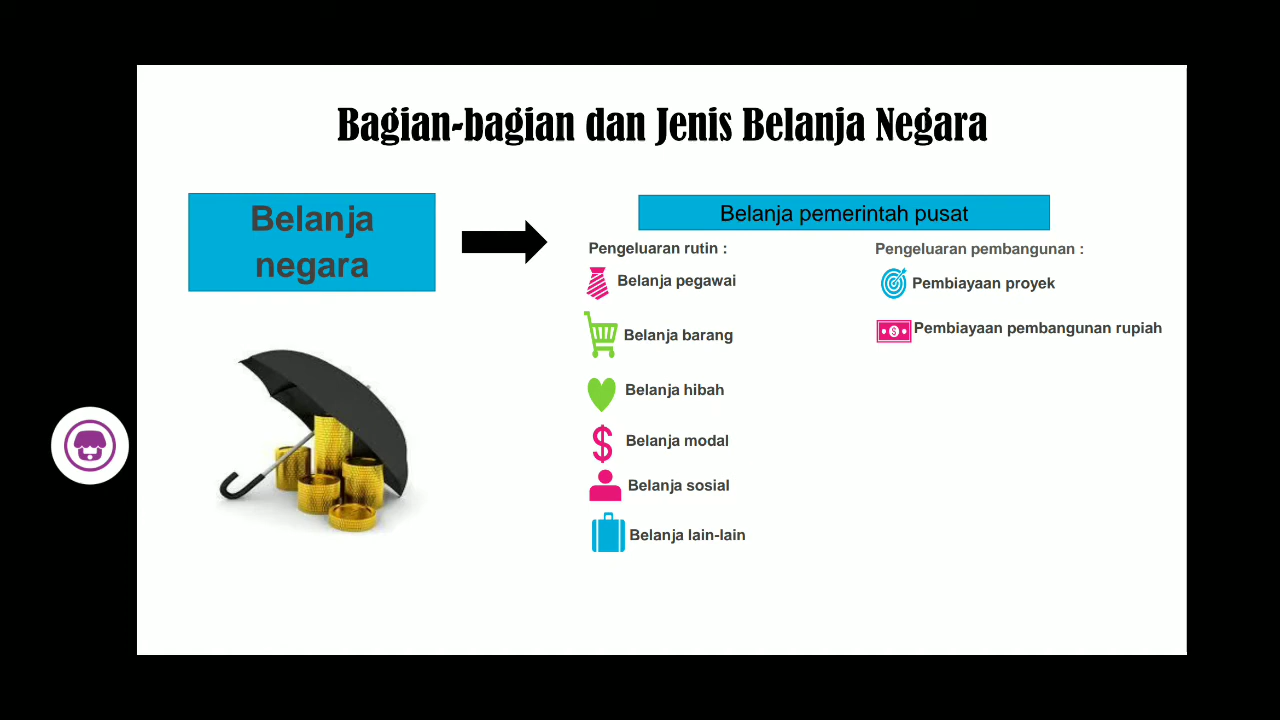 Bagian-bagian dan Jenis Belanja Negara
Belanja
negara
Belanja pemerintah pusat
Pengeluaran rutin :
Belanja pegawai
Belanja barang
Belanja hibah
Belanja modal
Belanja sosial
Belanja lain-lain
Pengeluaran pembangunan :
Pembiayaan proyek
Pembiayaan pembangunan rupiah